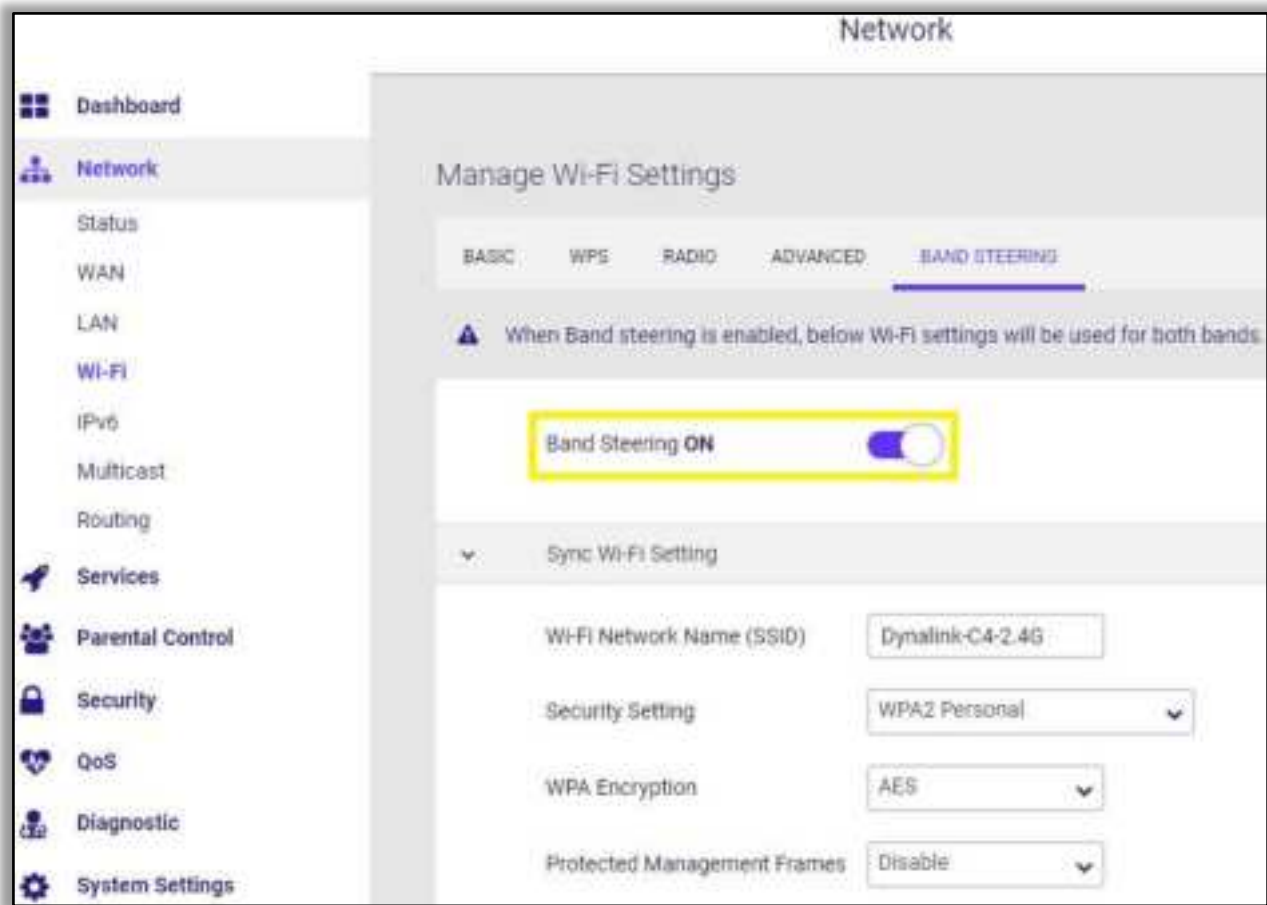 Network
Dashboard
Network
Status
WAN
LAN
Wi-Fi
IPv6
Multicast
Routing
Services
Parental Control
Security
QoS
Diagnostic
System Settings
Manage Wi-Fi Settings
BASIC WPS RADIO ADVANCED BAND STEERING
When Band steering is enabled, below Wi-Fi settings will be used for both bands.
Band Steering ON
Sync Wi-Fi Setting
Wi-Fi Network Name (SSID) Dynalink-C4-2.4G
Security Setting WPA2 Personal
WPA Encryption AES
Protected Management Frames Disable